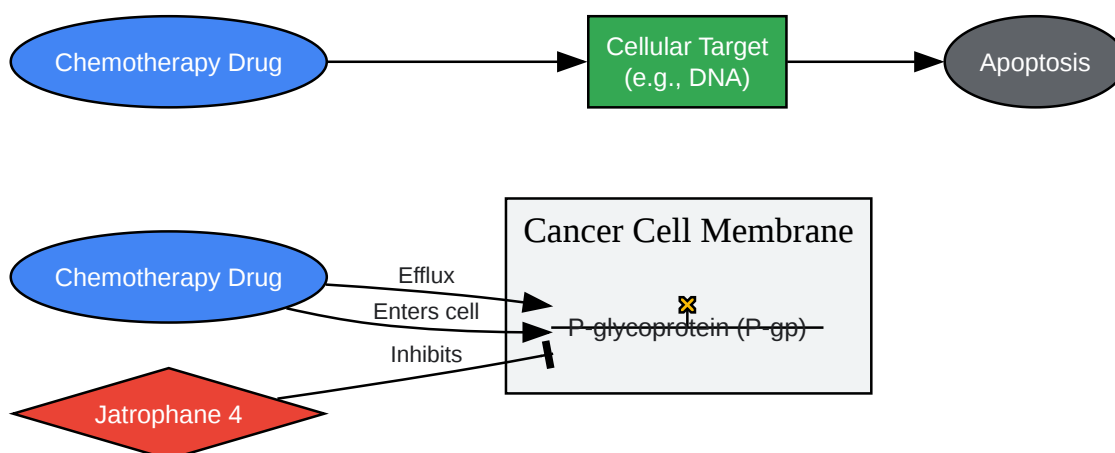 Chemotherapy Drug
Cellular Target
(e.g., DNA)
Apoptosis
Cancer Cell Membrane
Chemotherapy Drug
Efflux
Enters cell
P-glycoprotein (P-gp)
Inhibits
Jatrophane 4